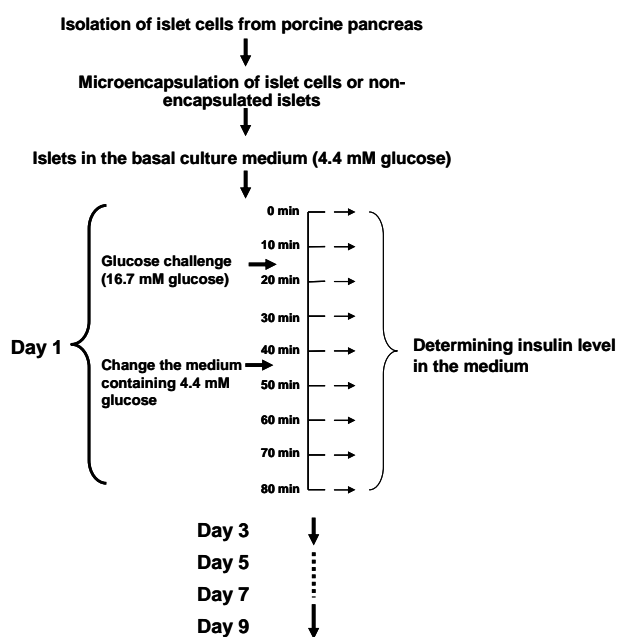 Isolation of islet cells from porcine pancreas
Microencapsulation of islet cells or non-
encapsulated islets
Islets in the basal culture medium (4.4 mM glucose)
0 min
10 min
Glucose challenge
(16.7 mM glucose)
20 min
30 min
Day 1
40 min
Determining insulin level
in the medium
Change the medium
containing 4.4 mM
glucose
50 min
60 min
70 min
80 min
Day 3
Day 5
Day 7
Day 9